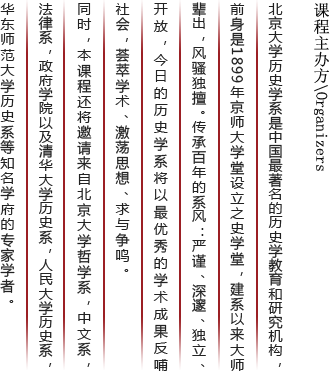 课程主办方\Organizers
北京大学历史学系是中国最著名的历史学教育和研究机构，
前身是1899年京师大学堂设立之史学堂，建系以来大师
辈出，风骚独擅。传承百年的系风：严谨、深邃、独立、
开放，今日的历史学系将以最优秀的学术成果反哺
社会，荟萃学术、激荡思想、求与争鸣。
同时，本课程还将邀请来自北京大学哲学系，中文系，
法律系，政府学院以及清华大学历史系，人民大学历史系，
华东师范大学历史系等知名学府的专家学者。